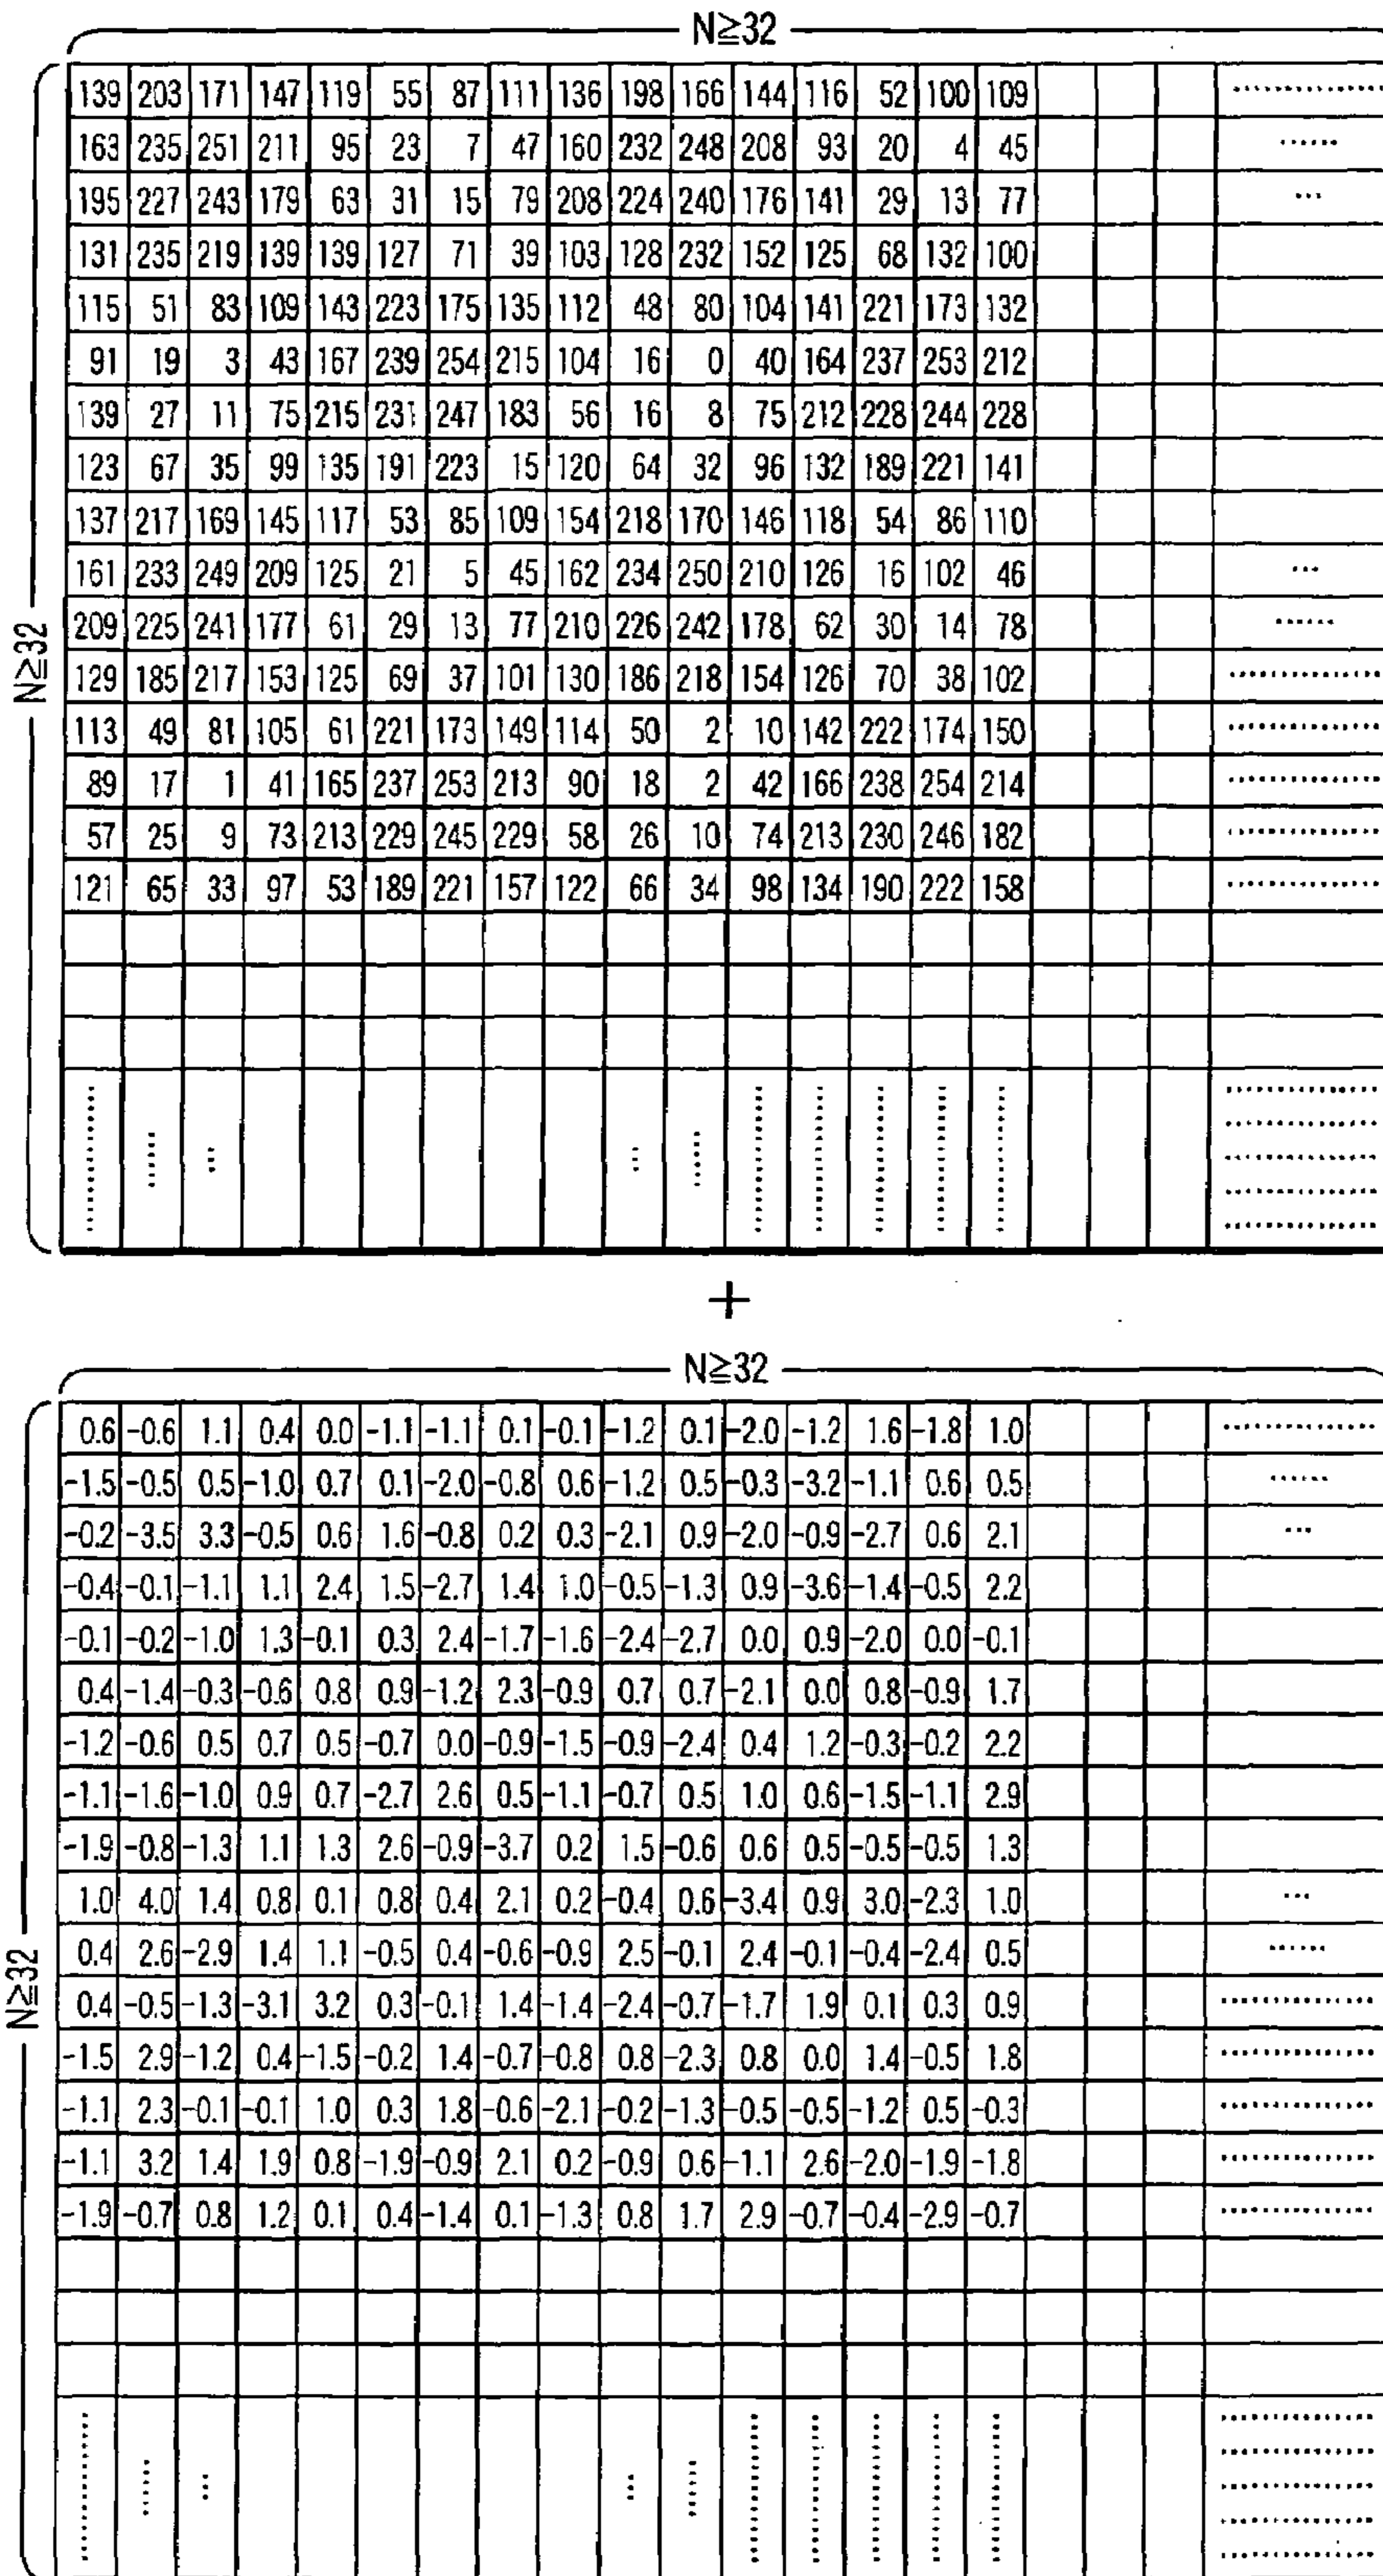 N≧32
139 203 171 147 119 55 87 111 136 198 166 144 116 52 100 109 ..............
163 235 251 211 95 23 7 47 160 232 248 208 93 20 4 45 ......
195 227 243 179 63 31 15 79 208 224 240 176 141 29 13 77 ...
131 235 219 139 139 127 71 39 103 128 232 152 125 68 132 100
115 51 83 109 143 223 175 135 112 48 80 104 141 221 173 132
91 19 3 43 167 239 254 215 104 16 0 40 164 237 253 212
139 27 11 75 215 231 247 183 56 16 8 75 212 228 244 228
123 67 35 99 135 191 223 15 120 64 32 96 132 189 221 141
137 217 169 145 117 53 85 109 154 218 170 146 118 54 86 110
161 233 249 209 125 21 5 45 162 234 250 210 126 16 102 46 ...
209 225 241 177 61 29 13 77 210 226 242 178 62 30 14 78 ......
N≧32
129 185 217 153 125 69 37 101 130 186 218 154 126 70 38 102 ..............
113 49 81 105 61 221 173 149 114 50 2 10 142 222 174 150 ..............
89 17 1 41 165 237 253 213 90 18 2 42 166 238 254 214 ..............
57 25 9 73 213 229 245 229 58 26 10 74 213 230 246 182 ..............
121 65 33 97 53 189 221 157 122 66 34 98 134 190 222 158 ..............
+
N≧32
0.6 -0.6 1.1 0.4 0.0 -1.1 -1.1 0.1 -0.1 -1.2 0.1 -2.0 -1.2 1.6 -1.8 1.0 ..............
-1.5 -0.5 0.5 -1.0 0.7 0.1 -2.0 -0.8 0.6 -1.2 0.5 -0.3 -3.2 -1.1 0.6 0.5 ......
-0.2 -3.5 3.3 -0.5 0.6 1.6 -0.8 0.2 0.3 -2.1 0.9 -2.0 -0.9 -2.7 0.6 2.1 ...
-0.4 -0.1 -1.1 1.1 2.4 1.5 -2.7 1.4 1.0 -0.5 -1.3 0.9 -3.6 -1.4 -0.5 2.2
-0.1 -0.2 -1.0 1.3 -0.1 0.3 2.4 -1.7 -1.6 -2.4 -2.7 0.0 0.9 -2.0 0.0 -0.1
0.4 -1.4 -0.3 -0.6 0.8 0.9 -1.2 2.3 -0.9 0.7 0.7 -2.1 0.0 0.8 -0.9 1.7
-1.2 -0.6 0.5 0.7 0.5 -0.7 0.0 -0.9 -1.5 -0.9 -2.4 0.4 1.2 -0.3 -0.2 2.2
-1.1 -1.6 -1.0 0.9 0.7 -2.7 2.6 0.5 -1.1 -0.7 0.5 1.0 0.6 -1.5 -1.1 2.9
-1.9 -0.8 -1.3 1.1 1.3 2.6 -0.9 -3.7 0.2 1.5 -0.6 0.6 0.5 -0.5 -0.5 1.3
1.0 4.0 1.4 0.8 0.1 0.8 0.4 2.1 0.2 -0.4 0.6 -3.4 0.9 3.0 -2.3 1.0 ...
0.4 2.6 -2.9 1.4 1.1 -0.5 0.4 -0.6 -0.9 2.5 -0.1 2.4 -0.1 -0.4 -2.4 0.5 ......
N≧32
0.4 -0.5 -1.3 -3.1 3.2 0.3 -0.1 1.4 -1.4 -2.4 -0.7 -1.7 1.9 0.1 0.3 0.9 ..............
-1.5 2.9 -1.2 0.4 -1.5 -0.2 1.4 -0.7 -0.8 0.8 -2.3 0.8 0.0 1.4 -0.5 1.8 ..............
-1.1 2.3 -0.1 -0.1 1.0 0.3 1.8 -0.6 -2.1 -0.2 -1.3 -0.5 -0.5 -1.2 0.5 -0.3 ..............
-1.1 3.2 1.4 1.9 0.8 -1.9 -0.9 2.1 0.2 -0.9 0.6 -1.1 2.6 -2.0 -1.9 -1.8 ..............
-1.9 -0.7 0.8 1.2 0.1 0.4 -1.4 0.1 -1.3 0.8 1.7 2.9 -0.7 -0.4 -2.9 -0.7 ..............